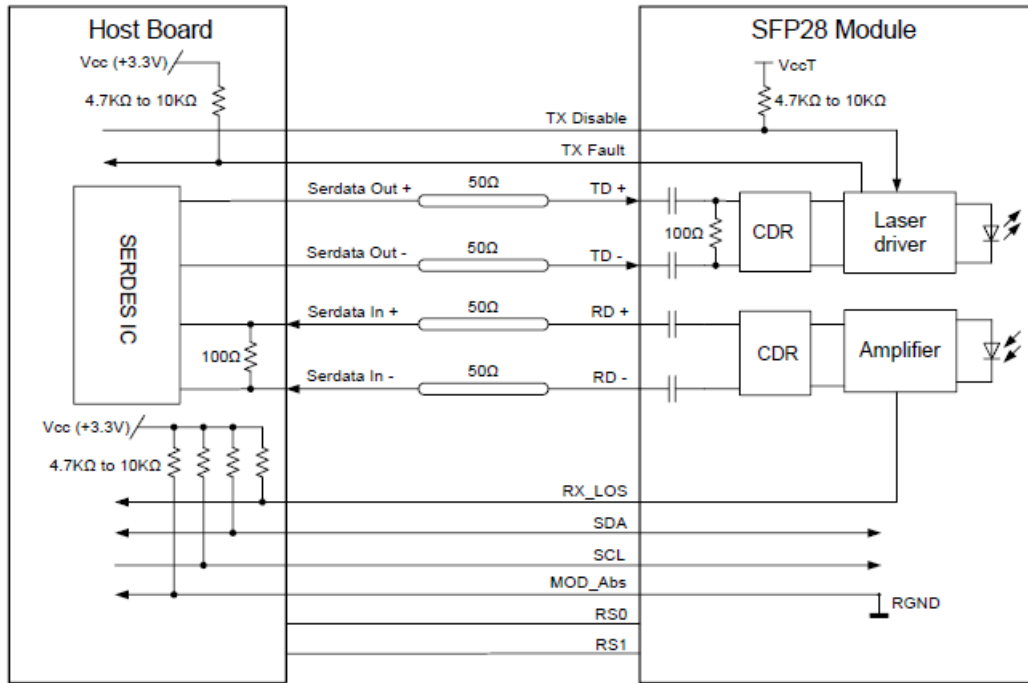 Host Board
SFP28 Module
Vcc (+3.3V)
4.7KΩ to 10KΩ
VccT
4.7KΩ to 10KΩ
TX Disable
TX Fault
SERDES IC
Serdata Out +
50Ω
TD +
100Ω
CDR
Laser
driver
Serdata Out -
50Ω
TD -
Serdata In +
50Ω
RD +
100Ω
CDR
Amplifier
Serdata In -
50Ω
RD -
Vcc (+3.3V)
4.7KΩ to 10KΩ
RX_LOS
SDA
SCL
MOD_Abs
RGND
RS0
RS1